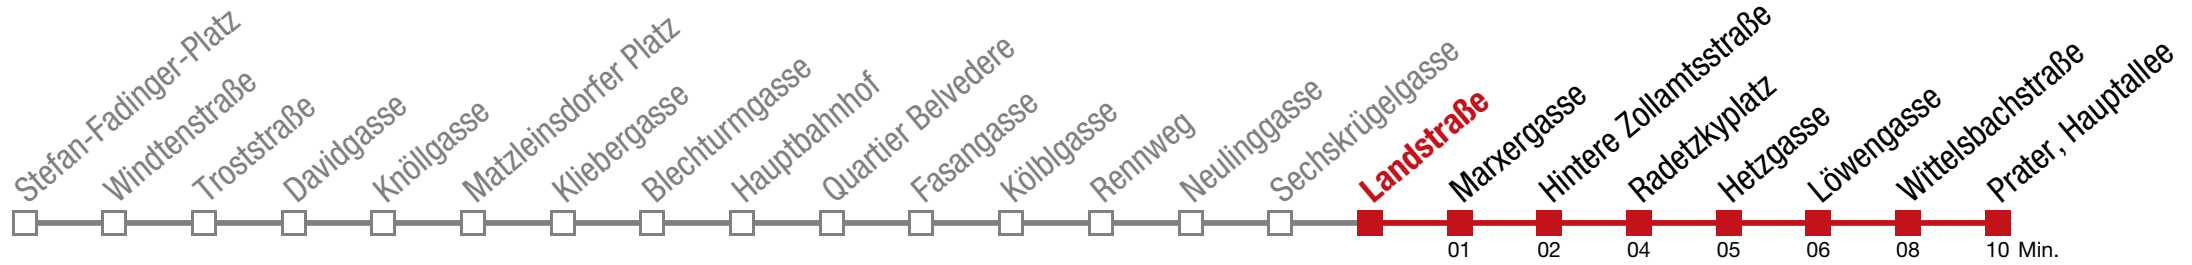 Stefan-Fadinger-Platz
Windtenstraße
Troststraße
Davidgasse
Knöllgasse
Matzleinsdorfer Platz
Kliebergasse
Blechturmgasse
Hauptbahnhof
Quartier Belvedere
Fasangasse
Kölblgasse
Rennweg
Neulinggasse
Sechskrügelgasse
Landstraße
Marxergasse
Hintere Zollamtsstraße
Radetzkyplatz
Hetzgasse
Löwengasse
Wittelsbachstraße
Prater, Hauptallee
01 02 04 05 06 08 10 Min.